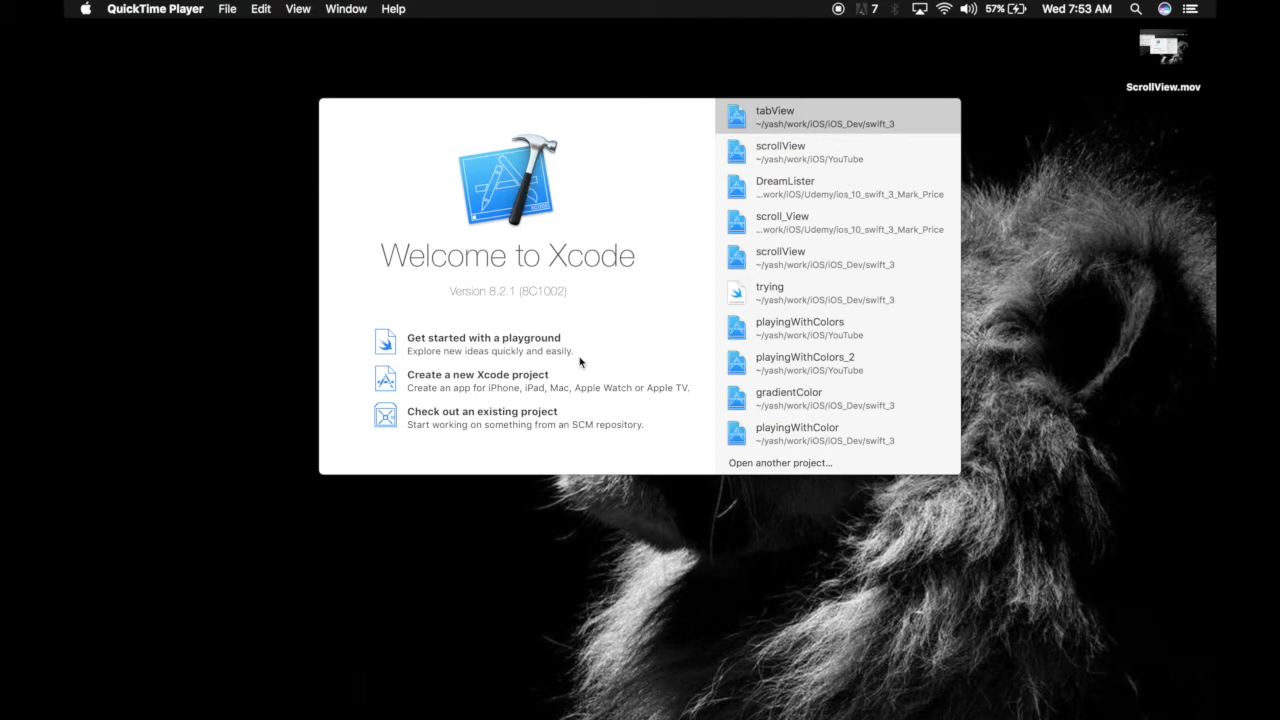 QuickTime Player File Edit View Window Help 7 57% Wed 7:53 AM
ScrollView.mov
Welcome to Xcode
Version 8.2.1 (8C1002)
Get started with a playground
Explore new ideas quickly and easily.
Create a new Xcode project
Create an app for iPhone, iPad, Mac, Apple Watch or Apple TV.
Check out an existing project
Start working on something from an SCM repository.
tabView
~/yash/work/iOS/iOS_Dev/swift_3
scrollView
~/yash/work/iOS/YouTube
DreamLister
...work/iOS/Udemy/ios_10_swift_3_Mark_Price
scroll_View
...work/iOS/Udemy/ios_10_swift_3_Mark_Price
scrollView
~/yash/work/iOS/iOS_Dev/swift_3
trying
~/yash/work/iOS/iOS_Dev/swift_3
playingWithColors
~/yash/work/iOS/YouTube
playingWithColors_2
~/yash/work/iOS/YouTube
gradientColor
~/yash/work/iOS/iOS_Dev/swift_3
playingWithColor
~/yash/work/iOS/iOS_Dev/swift_3
Open another project...